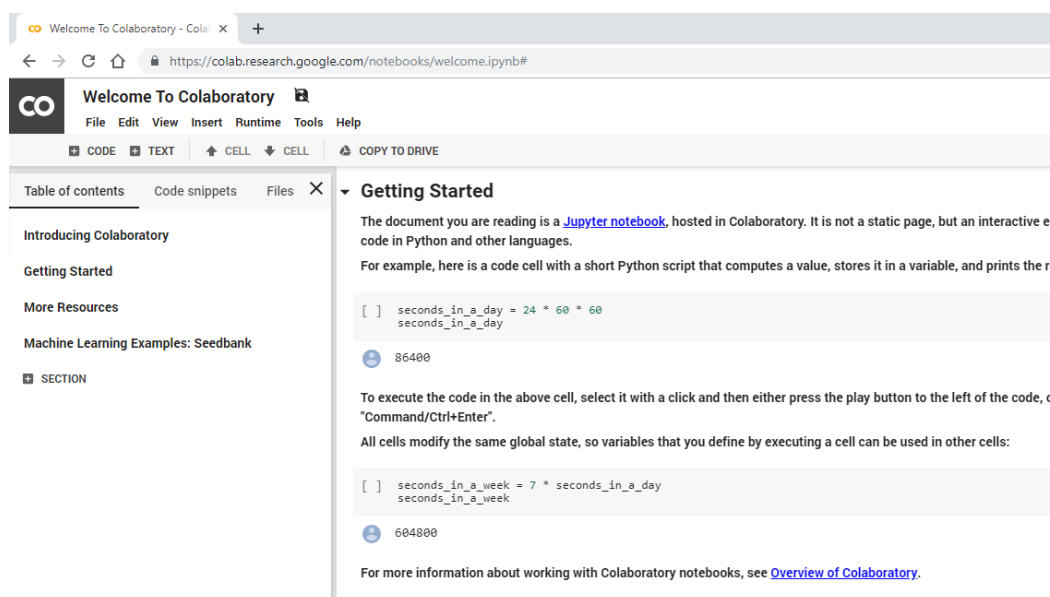 Welcome To Colaboratory - Cola
https://colab.research.google.com/notebooks/welcome.ipynb#
CO
Welcome To Colaboratory
File Edit View Insert Runtime Tools Help
CODE TEXT CELL CELL COPY TO DRIVE
Table of contents Code snippets Files
Introducing Colaboratory
Getting Started
More Resources
Machine Learning Examples: Seedbank
SECTION
Getting Started
The document you are reading is a Jupyter notebook, hosted in Colaboratory. It is not a static page, but an interactive e
code in Python and other languages.
For example, here is a code cell with a short Python script that computes a value, stores it in a variable, and prints the r
[ ] seconds_in_a_day = 24 * 60 * 60
seconds_in_a_day
86400
To execute the code in the above cell, select it with a click and then either press the play button to the left of the code,
"Command/Ctrl+Enter".
All cells modify the same global state, so variables that you define by executing a cell can be used in other cells:
[ ] seconds_in_a_week = 7 * seconds_in_a_day
seconds_in_a_week
604800
For more information about working with Colaboratory notebooks, see Overview of Colaboratory.